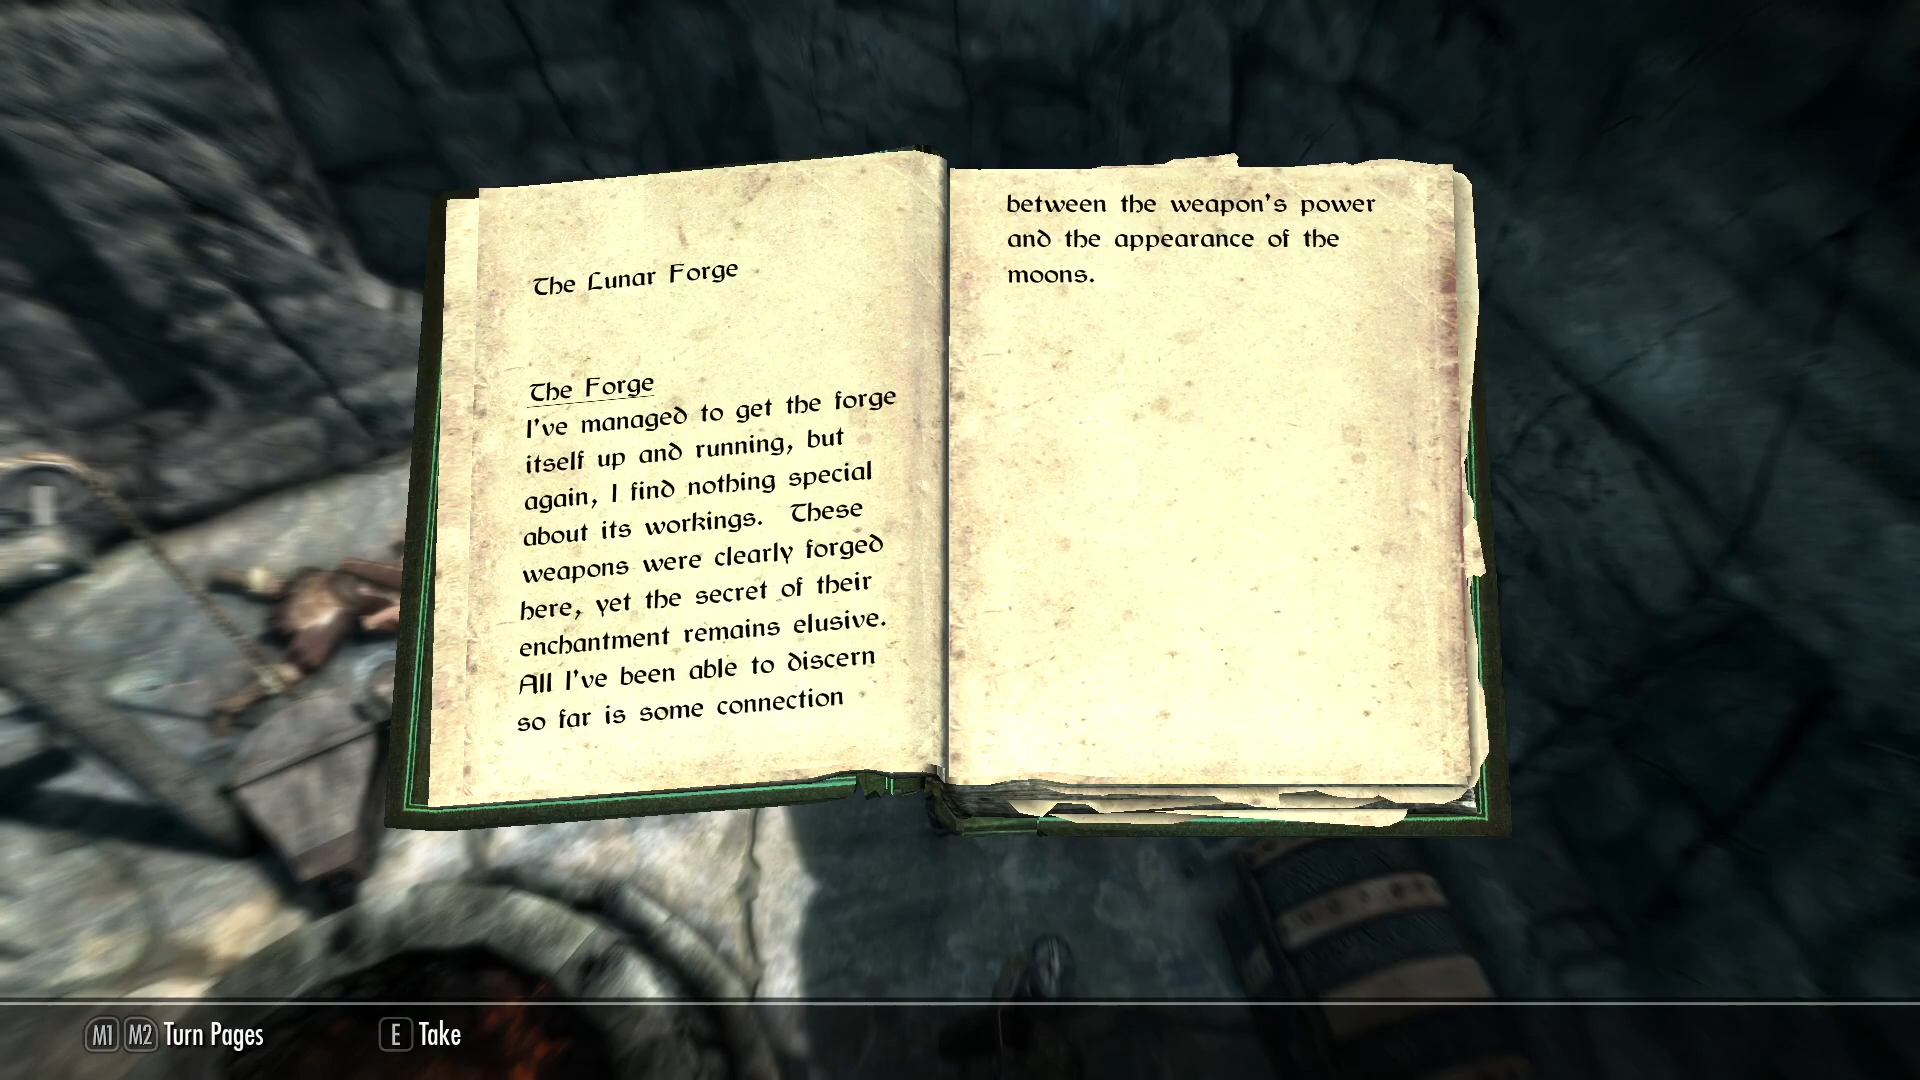 The Lunar Forge
The Forge
I've managed to get the forge
itself up and running, but
again, I find nothing special
about its workings.  These
weapons were clearly forged
here, yet the secret of their
enchantment remains elusive.
All I've been able to discern
so far is some connection
between the weapon's power
and the appearance of the
moons.
M1 M2 Turn Pages E Take